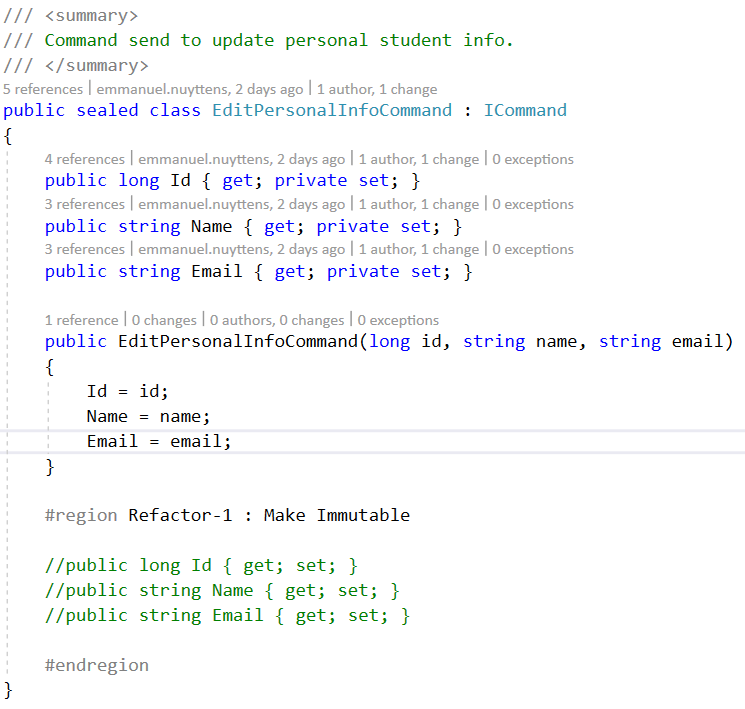 /// <summary>
/// Command send to update personal student info.
/// </summary>
5 references | emmanuel.nuyttens, 2 days ago | 1 author, 1 change
public sealed class EditPersonalInfoCommand : ICommand
{
4 references | emmanuel.nuyttens, 2 days ago | 1 author, 1 change | 0 exceptions
public long Id { get; private set; }
3 references | emmanuel.nuyttens, 2 days ago | 1 author, 1 change | 0 exceptions
public string Name { get; private set; }
3 references | emmanuel.nuyttens, 2 days ago | 1 author, 1 change | 0 exceptions
public string Email { get; private set; }
1 reference | 0 changes | 0 authors, 0 changes | 0 exceptions
public EditPersonalInfoCommand(long id, string name, string email)
{
Id = id;
Name = name;
Email = email;
}
#region Refactor-1 : Make Immutable
//public long Id { get; set; }
//public string Name { get; set; }
//public string Email { get; set; }
#endregion
}